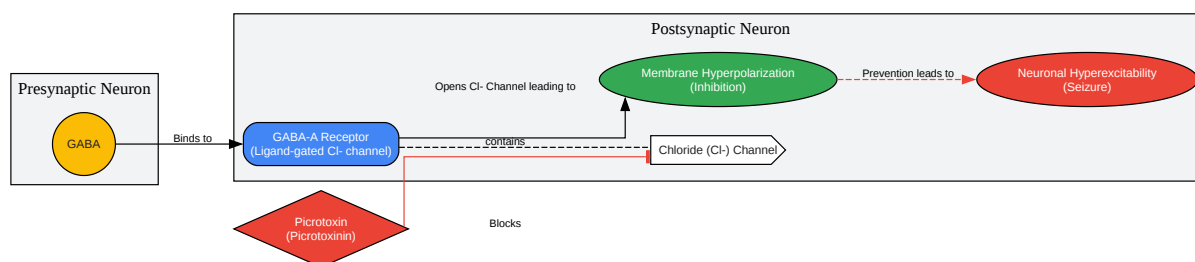 Postsynaptic Neuron
Presynaptic Neuron
GABA
Binds to
GABA-A Receptor
(Ligand-gated Cl- channel)
Opens Cl- Channel leading to
contains
Membrane Hyperpolarization
(Inhibition)
Prevention leads to
Neuronal Hyperexcitability
(Seizure)
Chloride (Cl-) Channel
Picrotoxin
(Picrotoxinin)
Blocks